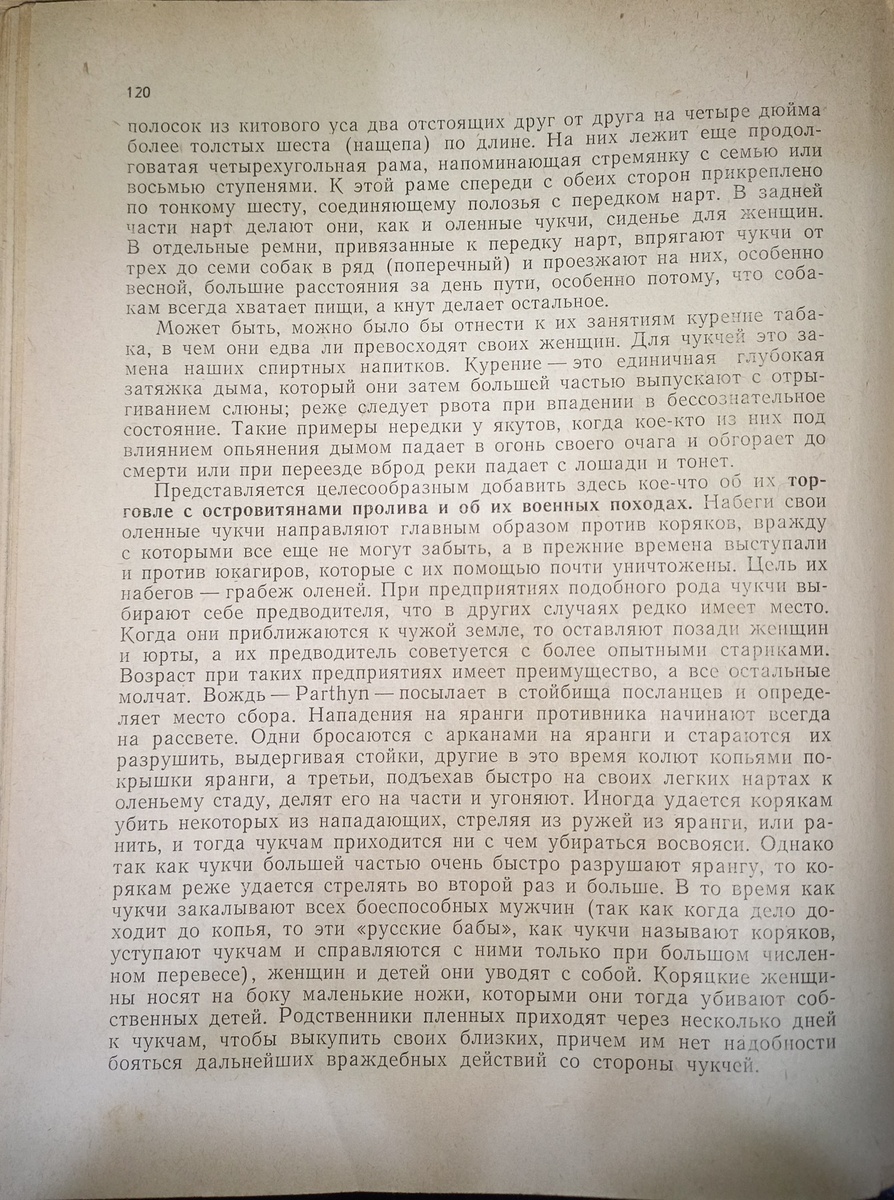 120
полосок из китового уса два отстоящих друг от друга на четыре дюйма
более толстых шеста (нащепа) по длине. На них лежит еще продол-
говатая четырехугольная рама, напоминающая стремянку с семью или
восьмью ступенями. К этой раме спереди с обеих сторон прикреплено
по тонкому шесту, соединяющему полозья с передком нарт. В задней
части нарт делают они, как и оленные чукчи, сиденье для женщин.
В отдельные ремни, привязанные к передку нарт, впрягают чукчи от
трех до семи собак в ряд (поперечный) и проезжают на них, особенно
весной, большие расстояния за день пути, особенно потому, что соба-
кам всегда хватает пищи, а кнут делает остальное.
Может быть, можно было бы отнести к их занятиям курение таба-
ка, в чем они едва ли превосходят своих женщин. Для чукчей это за-
мена наших спиртных напитков. Курение — это единичная глубокая
затяжка дыма, который они затем большей частью выпускают с отры-
гиванием слюны; реже следует рвота при впадении в бессознательное
состояние. Такие примеры нередки у якутов, когда кое-кто из них под
влиянием опьянения дымом падает в огонь своего очага и обгорает до
смерти или при переезде вброд реки падает с лошади и тонет.
Представляется целесообразным добавить здесь кое-что об их тор-
говле с островитянами пролива и об их военных походах. Набеги свои
оленные чукчи направляют главным образом против коряков, вражду
с которыми все еще не могут забыть, а в прежние времена выступали
и против юкагиров, которые с их помощью почти уничтожены. Цель их
набегов — грабеж оленей. При предприятиях подобного рода чукчи вы-
бирают себе предводителя, что в других случаях редко имеет место.
Когда они приближаются к чужой земле, то оставляют позади женщин
и юрты, а их предводитель советуется с более опытными стариками.
Возраст при таких предприятиях имеет преимущество, а все остальные
молчат. Вождь — Parthyn — посылает в стойбища посланцев и опреде-
ляет место сбора. Нападения на яранги противника начинают всегда
на рассвете. Одни бросаются с арканами на яранги и стараются их
разрушить, выдергивая стойки, другие в это время колют копьями по-
крышки яранги, а третьи, подъехав быстро на своих легких нартах к
оленьему стаду, делят его на части и угоняют. Иногда удается корякам
убить некоторых из нападающих, стреляя из ружей из яранги, или ра-
нить, и тогда чукчам приходится ни с чем убираться восвояси. Однако
так как чукчи большей частью очень быстро разрушают ярангу, то ко-
рякам реже удается стрелять во второй раз и больше. В то время как
чукчи закалывают всех боеспособных мужчин (так как когда дело до-
ходит до копья, то эти «русские бабы», как чукчи называют коряков,
уступают чукчам и справляются с ними только при большом числен-
ном перевесе), женщин и детей они уводят с собой. Коряцкие женщи-
ны носят на боку маленькие ножи, которыми они тогда убивают соб-
ственных детей. Родственники пленных приходят через несколько дней
к чукчам, чтобы выкупить своих близких, причем им нет надобности
бояться дальнейших враждебных действий со стороны чукчей.